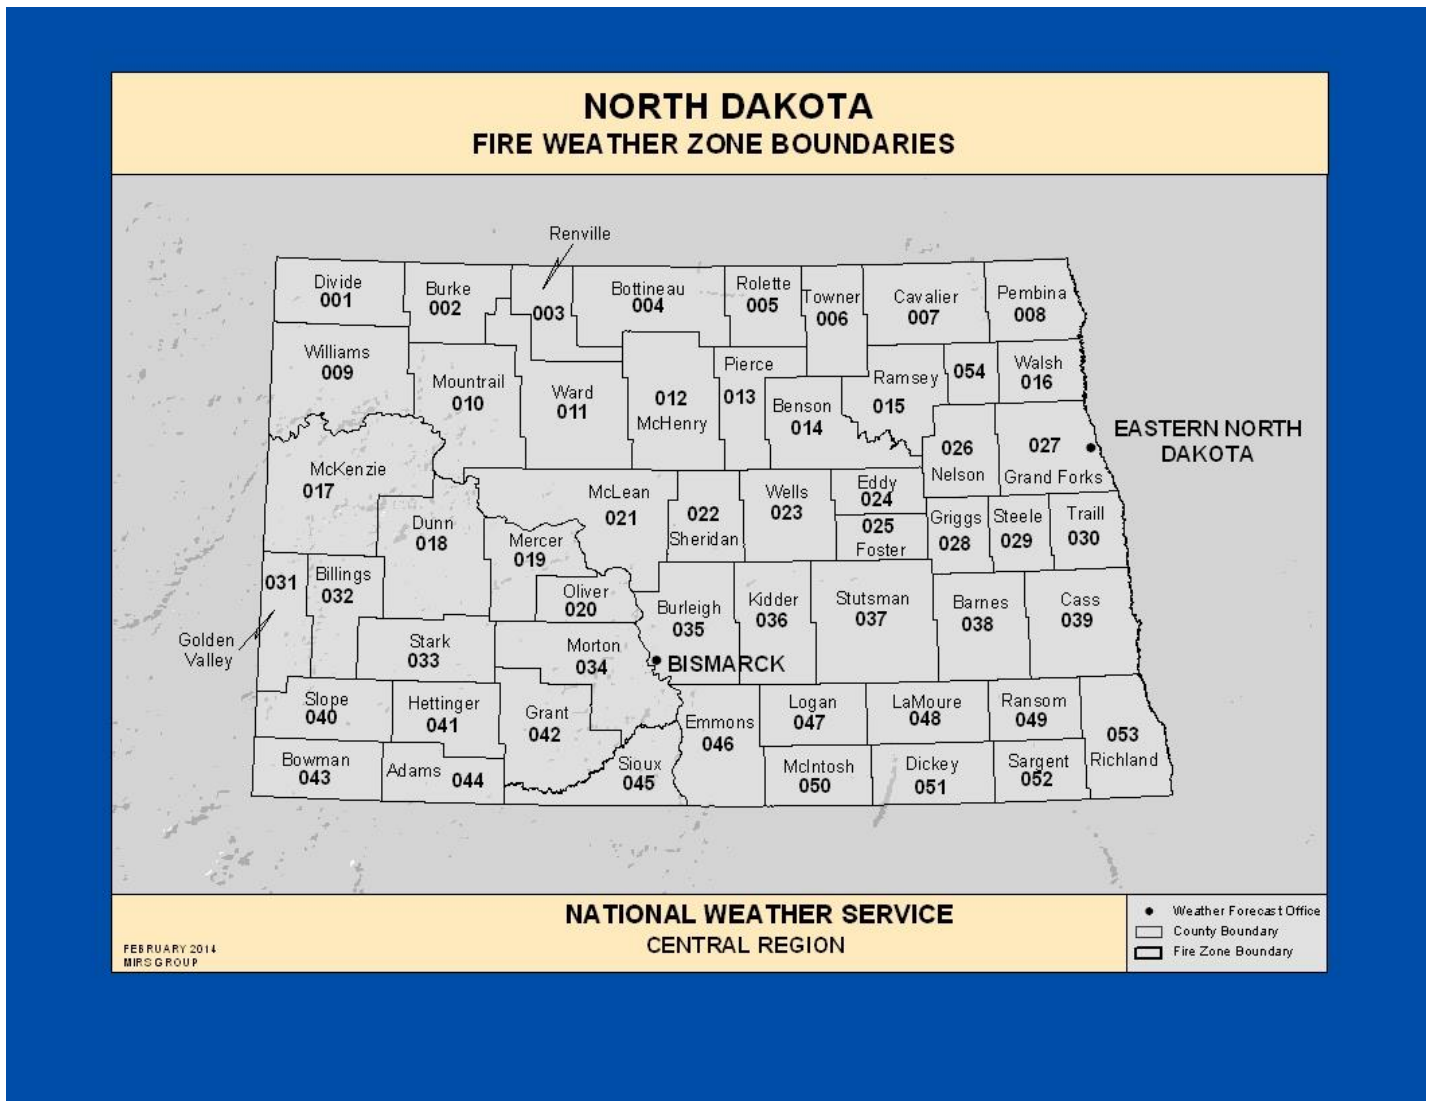 NORTH DAKOTA
FIRE WEATHER ZONE BOUNDARIES
Renville
Divide
001
Burke
002
003
Bottineau
004
Rolette
005
Towner
006
Cavalier
007
Pembina
008
Williams
009
Mountrail
010
Ward
011
012
McHenry
Pierce
013
Benson
014
Ramsey
015
054
Walsh
016
EASTERN NORTH
DAKOTA
McKenzie
017
Dunn
018
Mercer
019
Oliver
020
McLean
021
022
Sheridan
Wells
023
Eddy
024
025
Foster
026
Nelson
027
Grand Forks
Griggs
028
Steele
029
Traill
030
031
Golden
Valley
Billings
032
Stark
033
Morton
034
Burleigh
035
BISMARCK
Kidder
036
Stutsman
037
Barnes
038
Cass
039
Slope
040
Hettinger
041
Grant
042
Bowman
043
Adams 044
Sioux
045
Emmons
046
Logan
047
LaMoure
048
Ransom
049
McIntosh
050
Dickey
051
Sargent
052
053
Richland
NATIONAL WEATHER SERVICE
CENTRAL REGION
FEBRUARY 2014
MIRS GROUP
Weather Forecast Office
County Boundary
Fire Zone Boundary